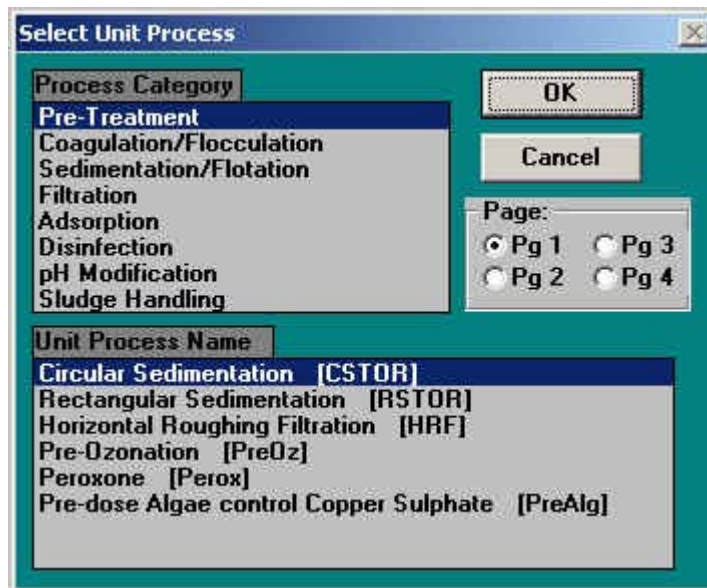 Select Unit Process
Process Category
Pre-Treatment
Coagulation/Flocculation
Sedimentation/Flotation
Filtration
Adsorption
Disinfection
pH Modification
Sludge Handling
OK
Cancel
Page:
Pg 1 Pg 3
Pg 2 Pg 4
Unit Process Name
Circular Sedimentation [CSTOR]
Rectangular Sedimentation [RSTOR]
Horizontal Roughing Filtration [HRF]
Pre-Ozonation [PreOz]
Peroxone [Perox]
Pre-dose Algae control Copper Sulphate [PreAlg]